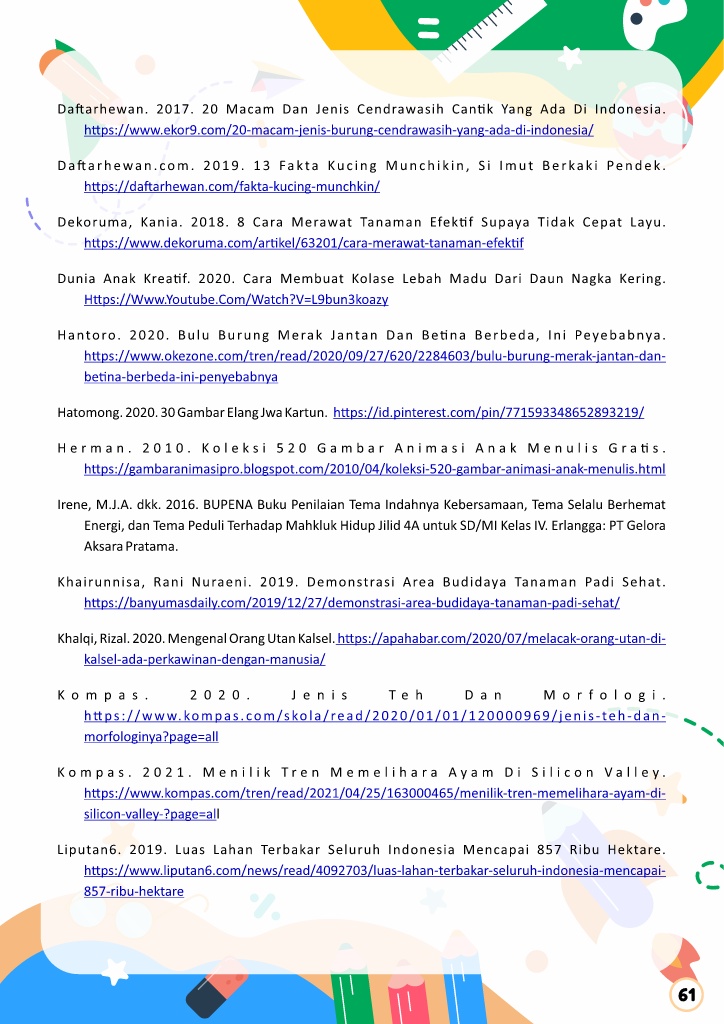 Daftarhewan. 2017. 20 Macam Dan Jenis Cendrawasih Cantik Yang Ada Di Indonesia.
https://www.ekor9.com/20-macam-jenis-burung-cendrawasih-yang-ada-di-indonesia/
Daftarhewan.com. 2019. 13 Fakta Kucing Munchikin, Si Imut Berkaki Pendek.
https://daftarhewan.com/fakta-kucing-munchkin/
Dekoruma, Kania. 2018. 8 Cara Merawat Tanaman Efektif Supaya Tidak Cepat Layu.
https://www.dekoruma.com/artikel/63201/cara-merawat-tanaman-efektif
Dunia Anak Kreatif. 2020. Cara Membuat Kolase Lebah Madu Dari Daun Nagka Kering.
Https://Www.Youtube.Com/Watch?V=L9bun3koazy
Hantoro. 2020. Bulu Burung Merak Jantan Dan Betina Berbeda, Ini Peyebabnya.
https://www.okezone.com/tren/read/2020/09/27/620/2284603/bulu-burung-merak-jantan-dan-
betina-berbeda-ini-penyebabnya
Hatomong. 2020. 30 Gambar Elang Jwa Kartun. https://id.pinterest.com/pin/771593348652893219/
Herman. 2010. Koleksi 520 Gambar Animasi Anak Menulis Gratis.
https://gambaranimasipro.blogspot.com/2010/04/koleksi-520-gambar-animasi-anak-menulis.html
Irene, M.J.A. dkk. 2016. BUPENA Buku Penilaian Tema Indahnya Kebersamaan, Tema Selalu Berhemat
Energi, dan Tema Peduli Terhadap Mahkluk Hidup Jilid 4A untuk SD/MI Kelas IV. Erlangga: PT Gelora
Aksara Pratama.
Khairunnisa, Rani Nuraeni. 2019. Demonstrasi Area Budidaya Tanaman Padi Sehat.
https://banyumasdaily.com/2019/12/27/demonstrasi-area-budidaya-tanaman-padi-sehat/
Khalqi, Rizal. 2020. Mengenal Orang Utan Kalsel. https://apahabar.com/2020/07/melacak-orang-utan-di-
kalsel-ada-perkawinan-dengan-manusia/
Kompas. 2020. Jenis Teh Dan Morfologi.
https://www.kompas.com/skola/read/2020/01/01/120000969/jenis-teh-dan-
morfologinya?page=all
Kompas. 2021. Menilik Tren Memelihara Ayam Di Silicon Valley.
https://www.kompas.com/tren/read/2021/04/25/163000465/menilik-tren-memelihara-ayam-di-
silicon-valley-?page=all
Liputan6. 2019. Luas Lahan Terbakar Seluruh Indonesia Mencapai 857 Ribu Hektare.
https://www.liputan6.com/news/read/4092703/luas-lahan-terbakar-seluruh-indonesia-mencapai-
857-ribu-hektare
61